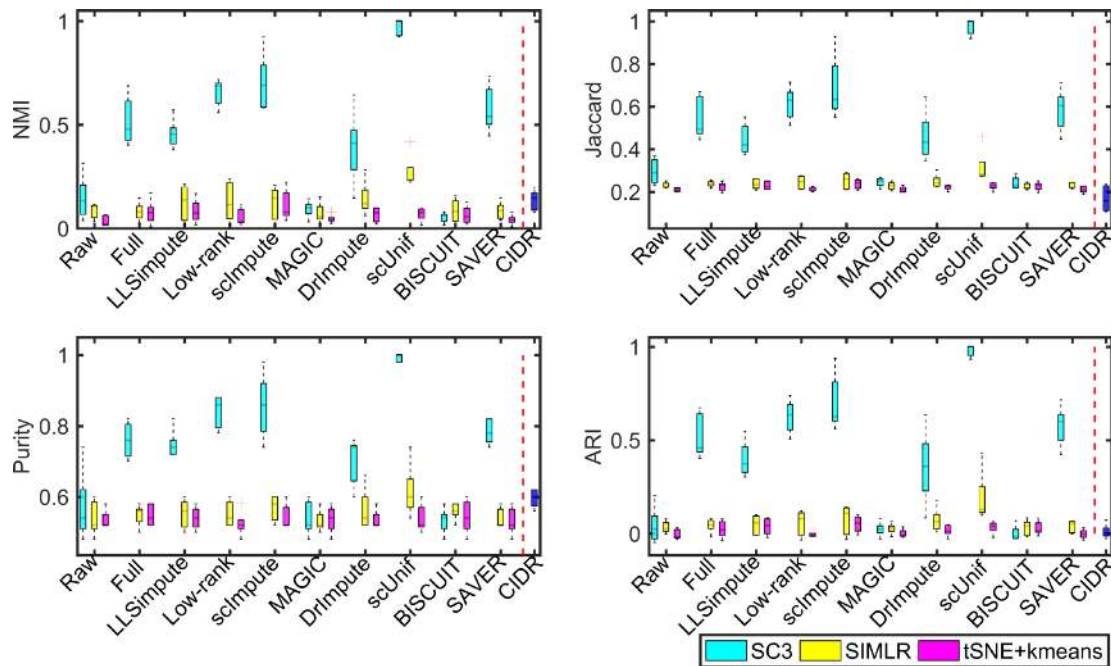 1
0.5
0
NMI
Raw
Full
LLSimpute
Low-rank
scImpute
MAGIC
DrImpute
scUnif
BISCUIT
SAVER
CIDR
1
0.8
0.6
0.4
0.2
Jaccard
Raw
Full
LLSimpute
Low-rank
scImpute
MAGIC
DrImpute
scUnif
BISCUIT
SAVER
CIDR
1
0.8
0.6
Purity
Raw
Full
LLSimpute
Low-rank
scImpute
MAGIC
DrImpute
scUnif
BISCUIT
SAVER
CIDR
1
0.5
0
ARI
Raw
Full
LLSimpute
Low-rank
scImpute
MAGIC
DrImpute
scUnif
BISCUIT
SAVER
CIDR
SC3 SIMLR tSNE+kmeans